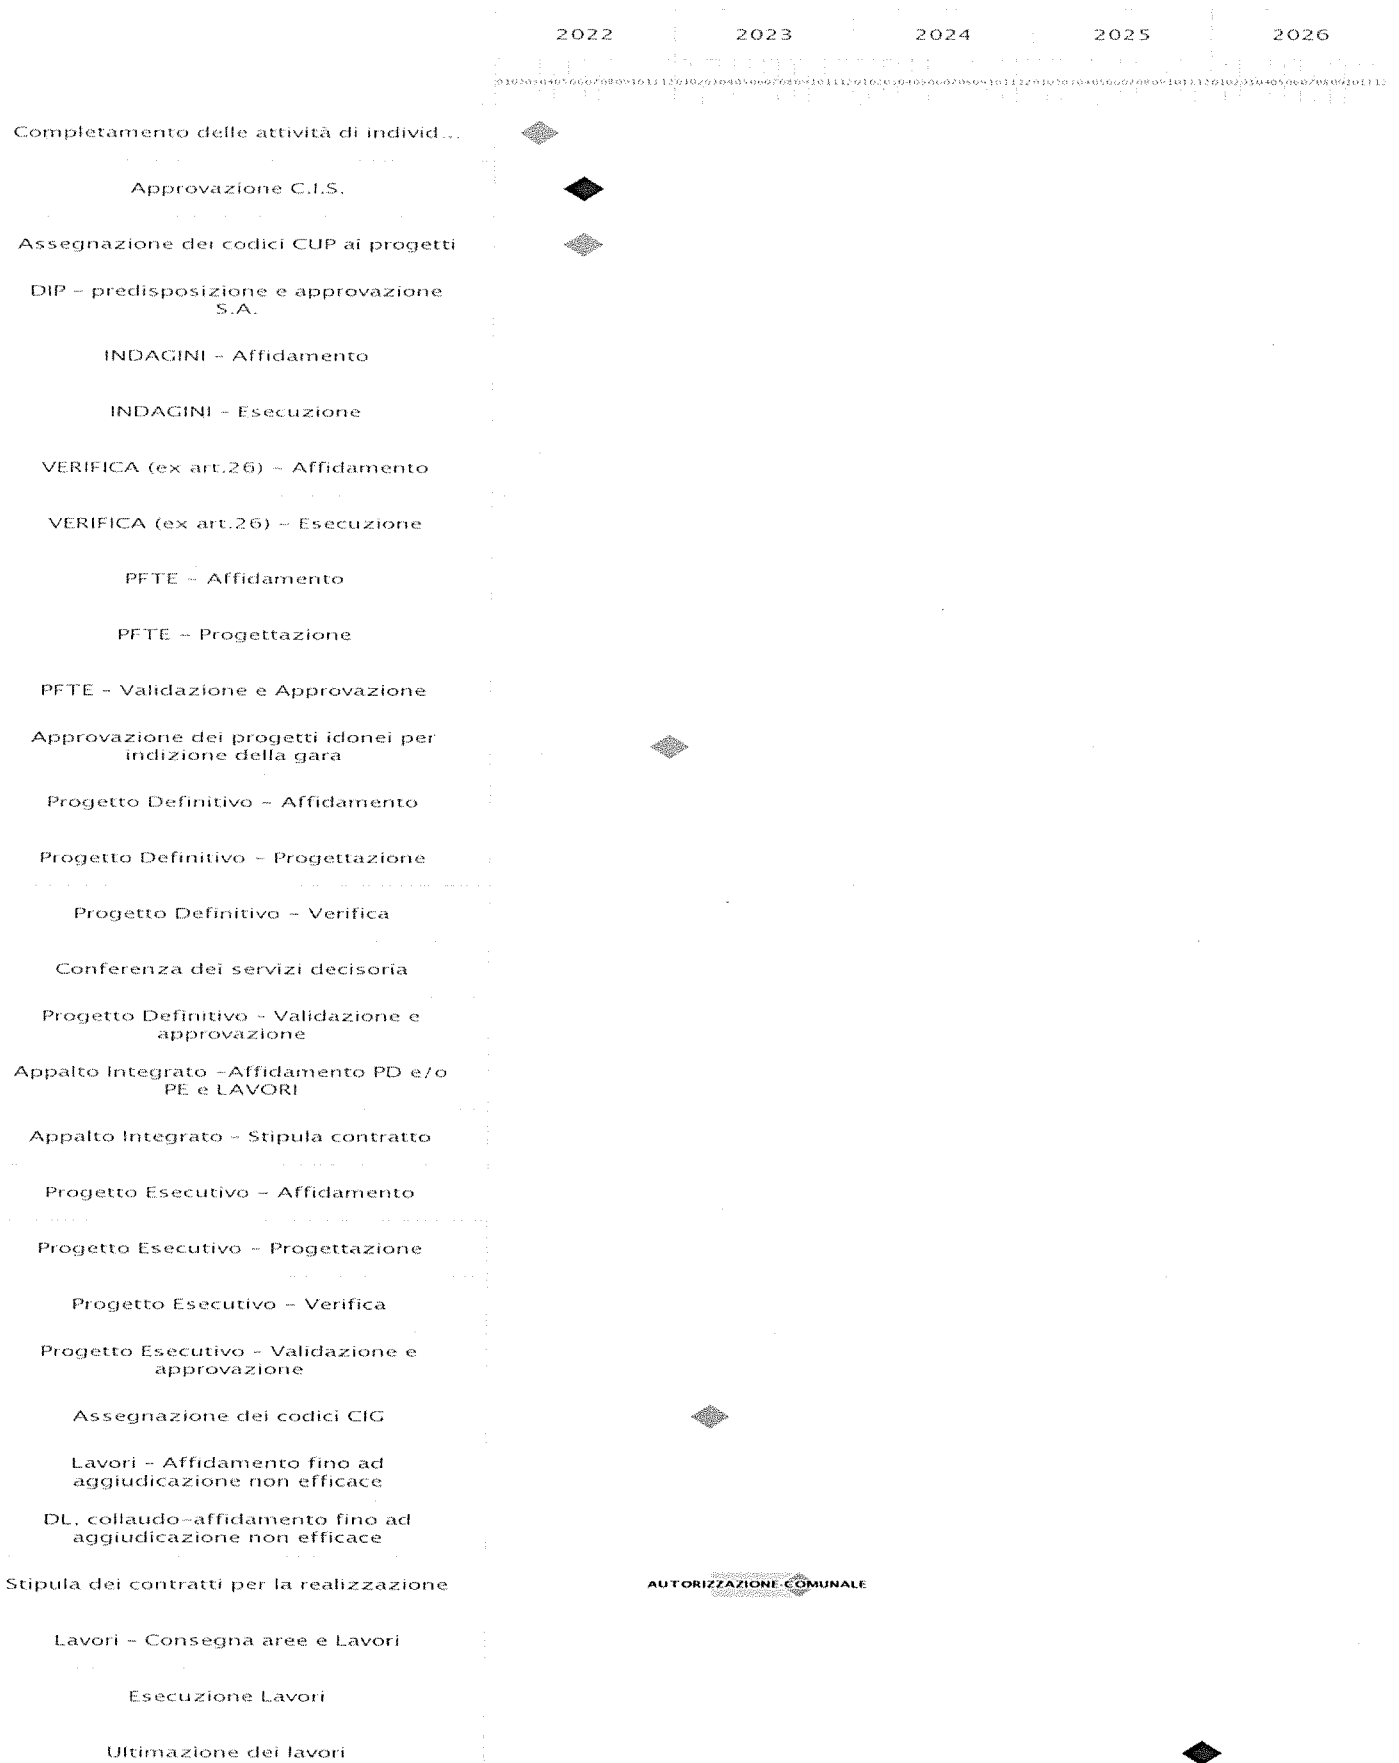 2022 2023 2024 2025 2026
Completamento delle attività di individ...
Approvazione C.I.S.
Assegnazione dei codici CUP ai progetti
DIP – predisposizione e approvazione
S.A.
INDAGINI – Affidamento
INDAGINI – Esecuzione
VERIFICA (ex art.26) – Affidamento
VERIFICA (ex art.26) – Esecuzione
PFTE – Affidamento
PFTE – Progettazione
PFTE – Validazione e Approvazione
Approvazione dei progetti idonei per
indizione della gara
Progetto Definitivo – Affidamento
Progetto Definitivo – Progettazione
Progetto Definitivo – Verifica
Conferenza dei servizi decisoria
Progetto Definitivo – Validazione e
approvazione
Appalto Integrato –Affidamento PD e/o
PE e LAVORI
Appalto Integrato – Stipula contratto
Progetto Esecutivo – Affidamento
Progetto Esecutivo – Progettazione
Progetto Esecutivo – Verifica
Progetto Esecutivo – Validazione e
approvazione
Assegnazione dei codici CIG
Lavori – Affidamento fino ad
aggiudicazione non efficace
DL, collaudo–affidamento fino ad
aggiudicazione non efficace
Stipula dei contratti per la realizzazione
AUTORIZZAZIONE COMUNALE
Lavori – Consegna aree e Lavori
Esecuzione Lavori
Ultimazione dei lavori